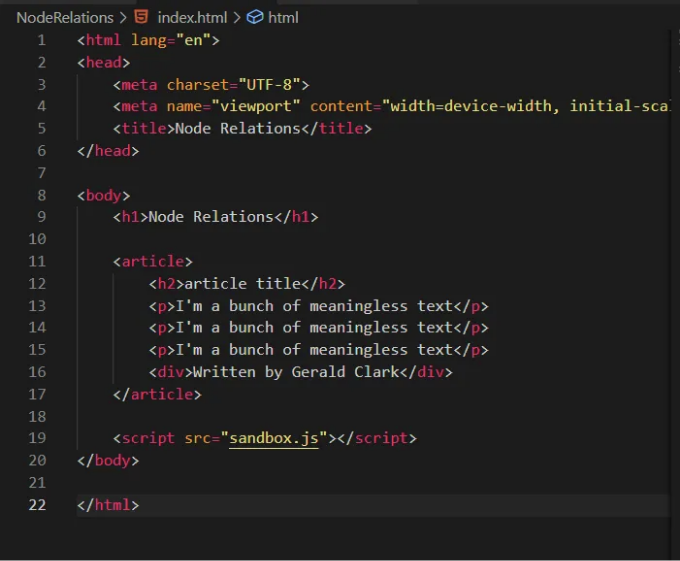 NodeRelations > index.html > html
1 <html lang="en">
2 <head>
3     <meta charset="UTF-8">
4     <meta name="viewport" content="width=device-width, initial-scal
5     <title>Node Relations</title>
6 </head>
7
8 <body>
9     <h1>Node Relations</h1>
10
11     <article>
12         <h2>article title</h2>
13         <p>I'm a bunch of meaningless text</p>
14         <p>I'm a bunch of meaningless text</p>
15         <p>I'm a bunch of meaningless text</p>
16         <div>Written by Gerald Clark</div>
17     </article>
18
19     <script src="sandbox.js"></script>
20 </body>
21
22 </html>